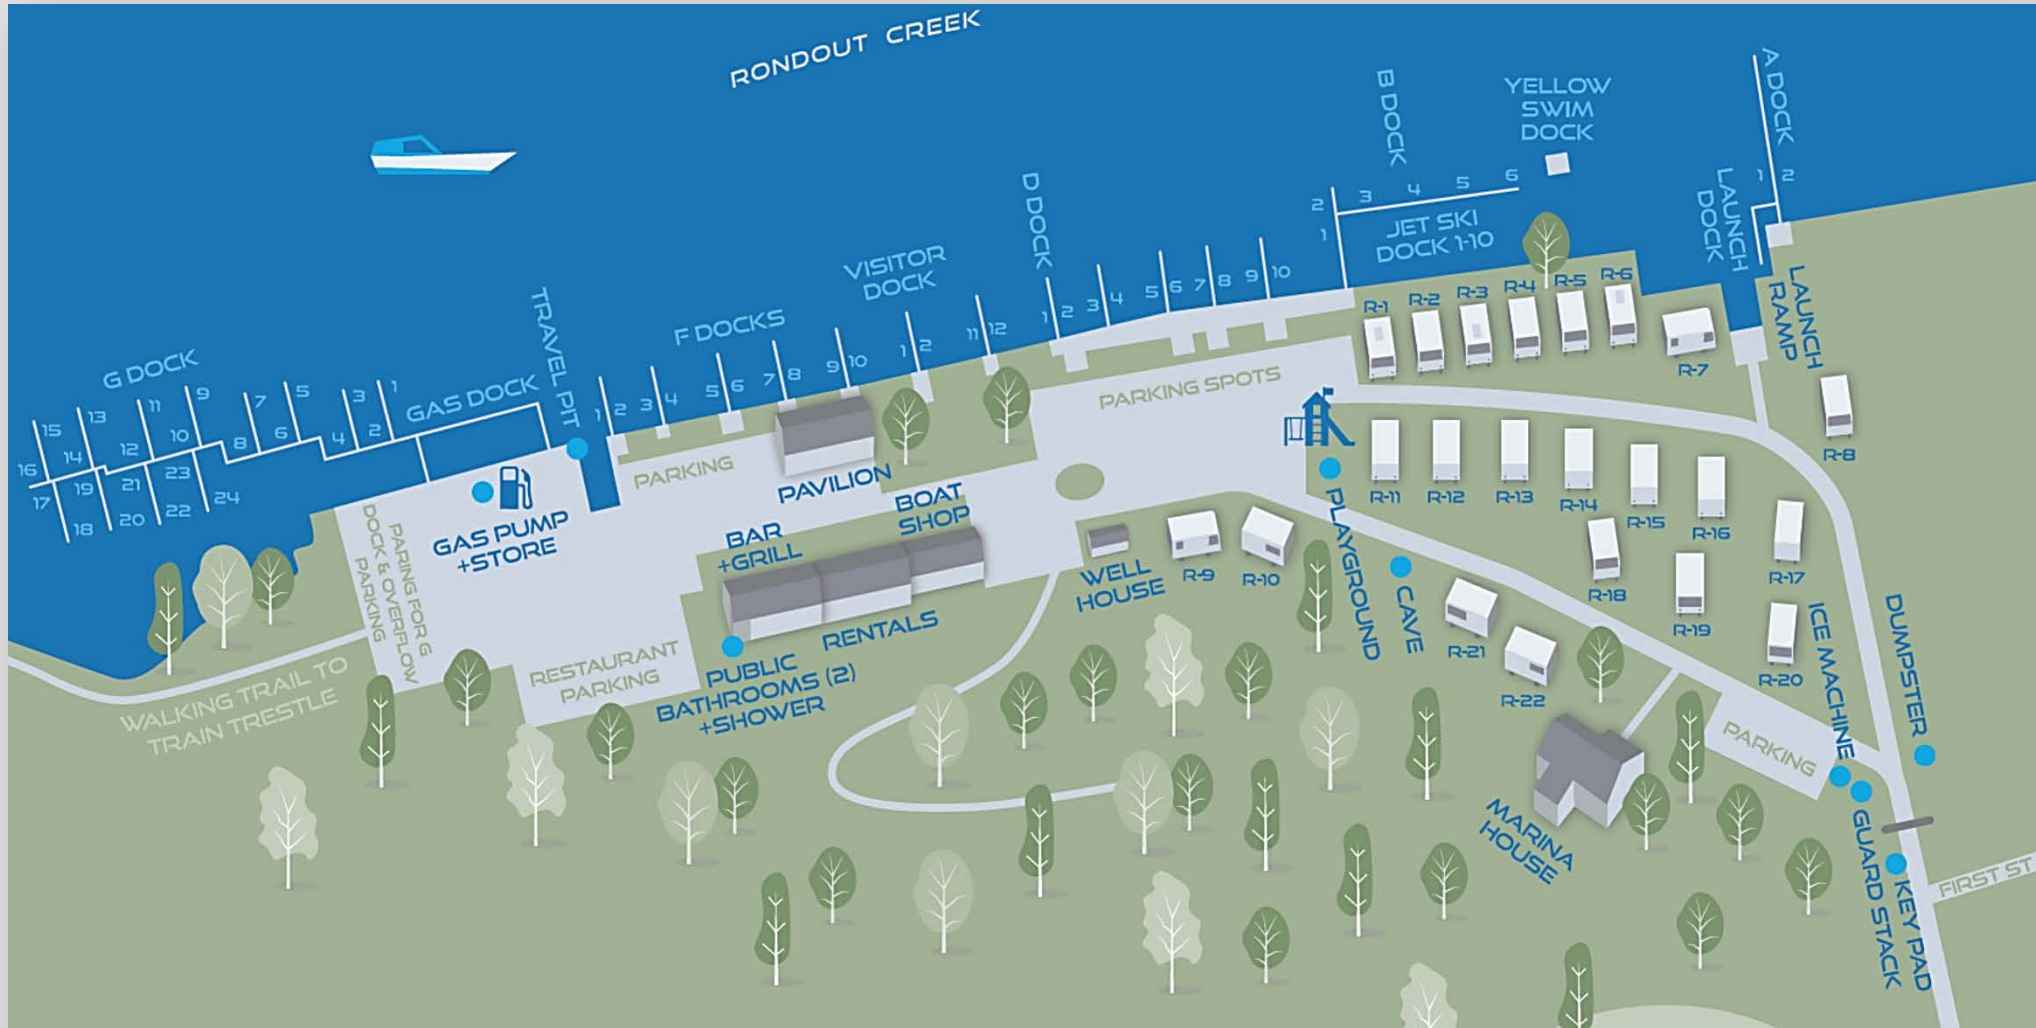 RONDOUT CREEK
A DOCK
1
2
B DOCK
YELLOW
SWIM
DOCK
2
1
3
4
5
6
JET SKI
DOCK 1-10
LAUNCH
DOCK
LAUNCH
RAMP
D DOCK
1
2
3
4
5
6
7
8
9
10
VISITOR
DOCK
1
2
11
12
F DOCKS
1
2
3
4
5
6
7
8
9
10
TRAVEL PIT
GAS DOCK
G DOCK
1
2
3
4
5
6
7
8
9
10
11
12
13
14
15
16
17
18
19
20
21
22
23
24
R-1
R-2
R-3
R-4
R-5
R-6
R-7
R-8
PARKING SPOTS
PARKING
PAVILION
BOAT
SHOP
BAR
+GRILL
RENTALS
GAS PUMP
+STORE
PARING FOR G
DOCK & OVERFLOW
PARKING
WALKING TRAIL TO
TRAIN TRESTLE
RESTAURANT
PARKING
PUBLIC
BATHROOMS (2)
+SHOWER
WELL
HOUSE
R-9
R-10
PLAYGROUND
CAVE
R-11
R-12
R-13
R-14
R-15
R-16
R-17
R-18
R-19
R-20
R-21
R-22
ICE MACHINE
DUMPSTER
PARKING
MARINA
HOUSE
GUARD STACK
KEY PAD
FIRST ST